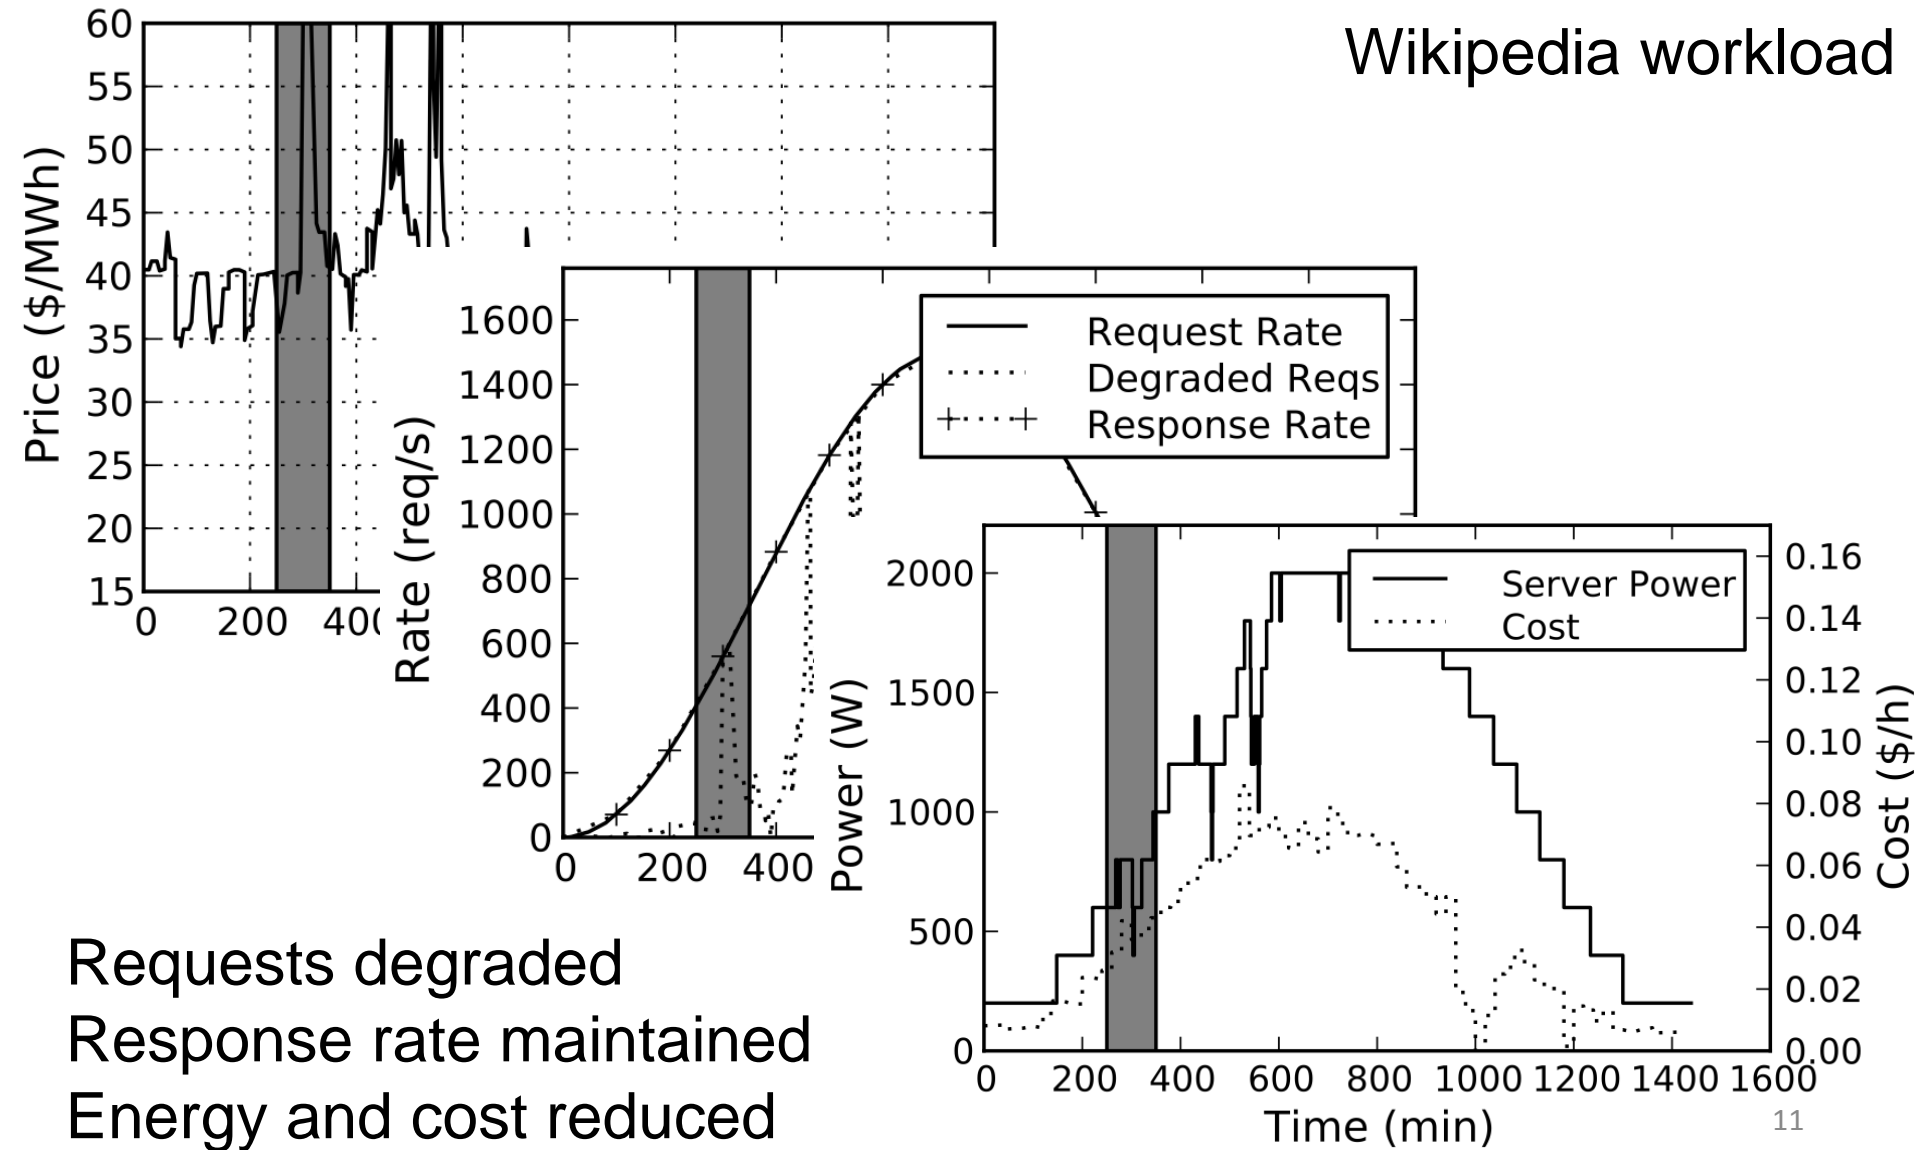 Wikipedia workload
Price ($/MWh)
60
55
50
45
40
35
30
25
20
15
0 200 400
Rate (req/s)
1600
1400
1200
1000
800
600
400
200
0
0 200 400
Request Rate
Degraded Reqs
Response Rate
Power (W)
2000
1500
1000
500
0
Server Power
Cost
0.16
0.14
0.12
0.10
0.08
0.06
0.04
0.02
0.00
Cost ($/h)
0 200 400 600 800 1000 1200 1400 1600
Time (min)
Requests degraded
Response rate maintained
Energy and cost reduced
11